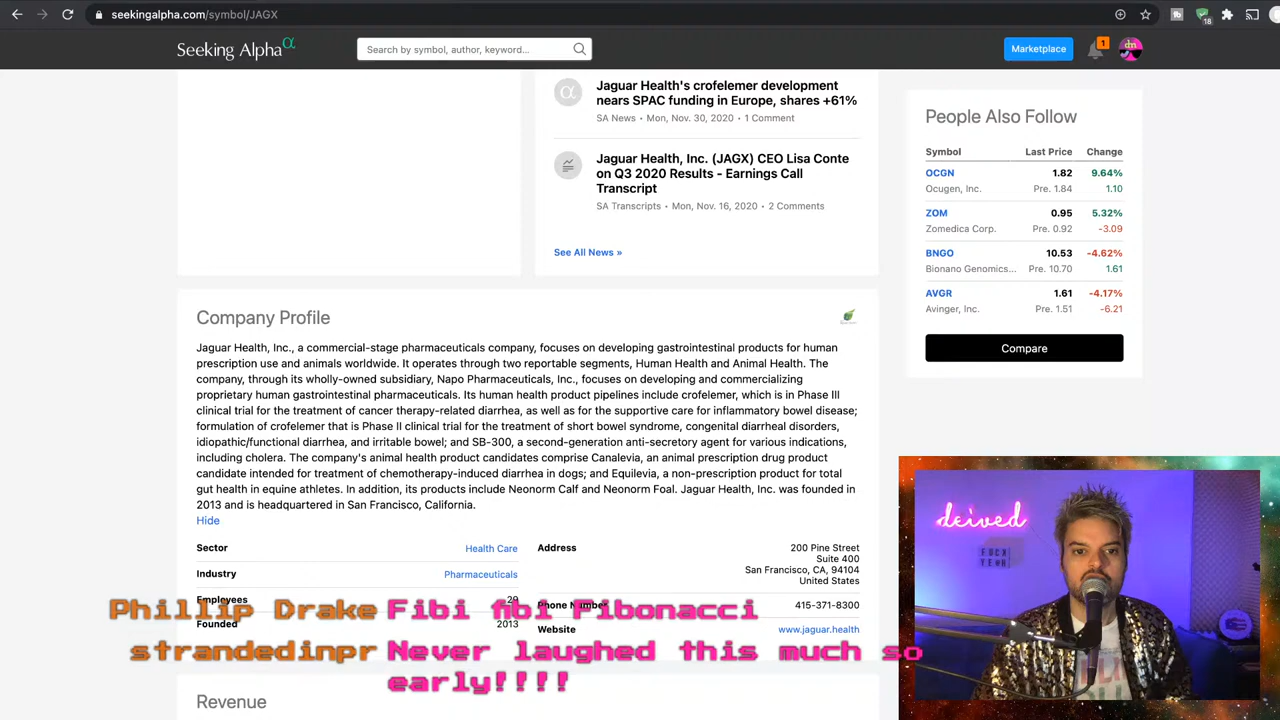 seekingalpha.com/symbol/JAGX
18
Seeking Alpha α
Search by symbol, author, keyword...
Marketplace
1
dm
Jaguar Health's crofelemer development
nears SPAC funding in Europe, shares +61%
SA News • Mon, Nov. 30, 2020 • 1 Comment
Jaguar Health, Inc. (JAGX) CEO Lisa Conte
on Q3 2020 Results - Earnings Call
Transcript
SA Transcripts • Mon, Nov. 16, 2020 • 2 Comments
See All News »
People Also Follow
Symbol Last Price Change
OCGN 1.82 9.64%
Ocugen, Inc. Pre. 1.84 1.10
ZOM 0.95 5.32%
Zomedica Corp. Pre. 0.92 -3.09
BNGO 10.53 -4.62%
Bionano Genomics... Pre. 10.70 1.61
AVGR 1.61 -4.17%
Avinger, Inc. Pre. 1.51 -6.21
Compare
Company Profile
Jaguar Health, Inc., a commercial-stage pharmaceuticals company, focuses on developing gastrointestinal products for human
prescription use and animals worldwide. It operates through two reportable segments, Human Health and Animal Health. The
company, through its wholly-owned subsidiary, Napo Pharmaceuticals, Inc., focuses on developing and commercializing
proprietary human gastrointestinal pharmaceuticals. Its human health product pipelines include crofelemer, which is in Phase III
clinical trial for the treatment of cancer therapy-related diarrhea, as well as for the supportive care for inflammatory bowel disease;
formulation of crofelemer that is Phase II clinical trial for the treatment of short bowel syndrome, congenital diarrheal disorders,
idiopathic/functional diarrhea, and irritable bowel; and SB-300, a second-generation anti-secretory agent for various indications,
including cholera. The company's animal health product candidates comprise Canalevia, an animal prescription drug product
candidate intended for treatment of chemotherapy-induced diarrhea in dogs; and Equilevia, a non-prescription product for total
gut health in equine athletes. In addition, its products include Neonorm Calf and Neonorm Foal. Jaguar Health, Inc. was founded in
2013 and is headquartered in San Francisco, California.
Hide
Sector Health Care
Industry Pharmaceuticals
Employees 29
Founded 2013
Address 200 Pine Street
Suite 400
San Francisco, CA, 94104
United States
Phone Number 415-371-8300
Website www.jaguar.health
Phillip Drake Fibi fibi Fibonacci
strandedinpr Never laughed this much so
early!!!!
Revenue
deived
FUCK
YEAH